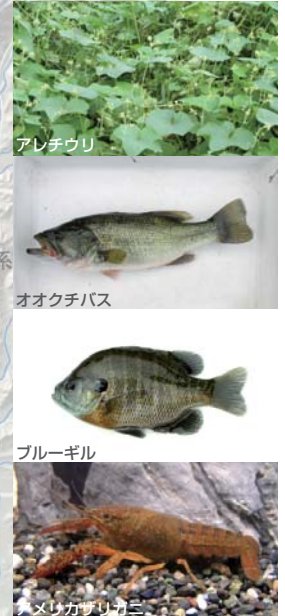 アレチウリ
系
オオクチバス
ブルーギル
アメリカザリガニ